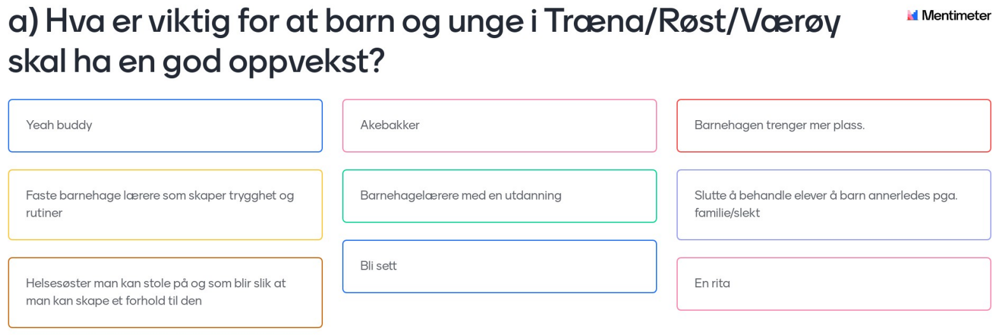 a) Hva er viktig for at barn og unge i Træna/Røst/Værøy
skal ha en god oppvekst?
Mentimeter
Yeah buddy
Akebakker
Barnehagen trenger mer plass.
Faste barnehage lærere som skaper trygghet og
rutiner
Barnehagelærere med en utdanning
Slutte å behandle elever å barn annerledes pga.
familie/slekt
Helsesøster man kan stole på og som blir slik at
man kan skape et forhold til den
Bli sett
En rita